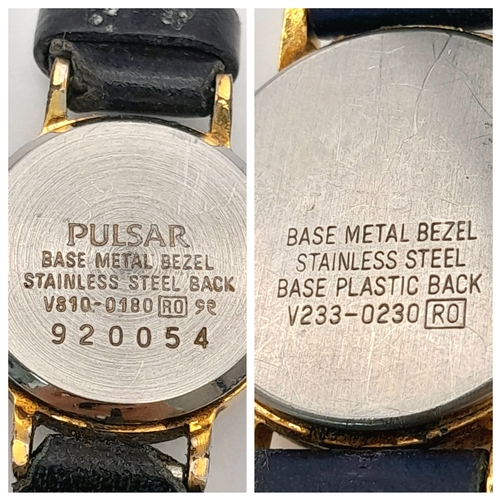 PULSAR
BASE METAL BEZEL
STAINLESS STEEL BACK
V810-0180 RO
920054
BASE METAL BEZEL
STAINLESS STEEL
BASE PLASTIC BACK
V233-0230 RO